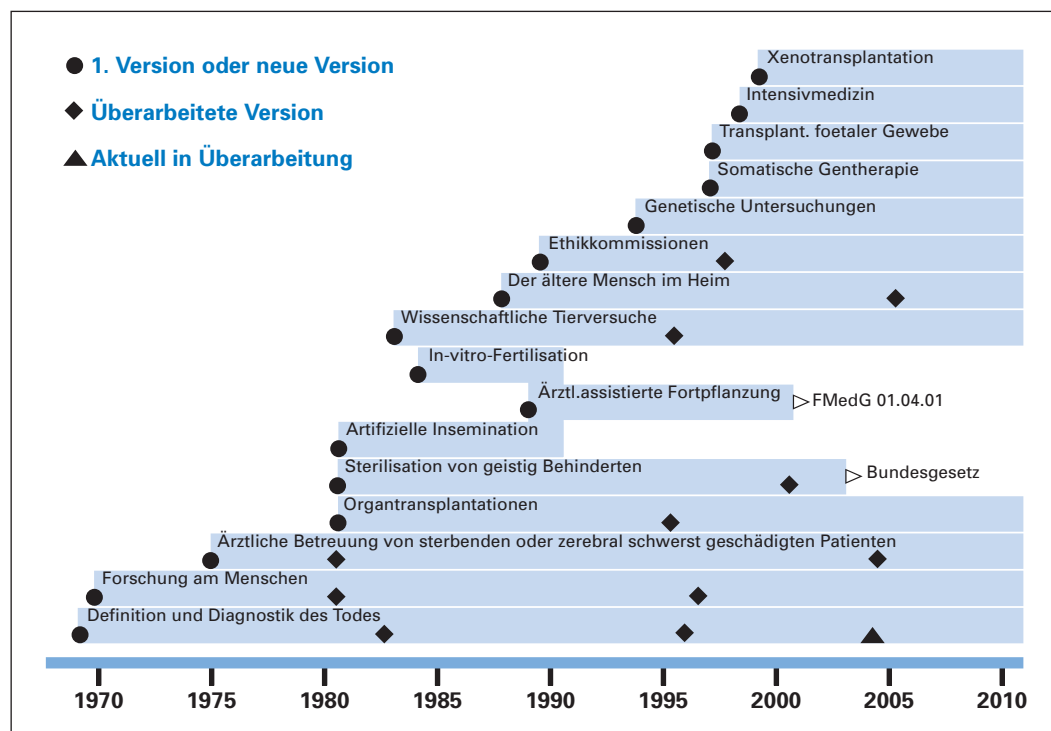 1. Version oder neue Version
Überarbeitete Version
Aktuell in Überarbeitung
Xenotransplantation
Intensivmedizin
Transplant. foetaler Gewebe
Somatische Gentherapie
Genetische Untersuchungen
Ethikkommissionen
Der ältere Mensch im Heim
Wissenschaftliche Tierversuche
In-vitro-Fertilisation
Ärztl.assistierte Fortpflanzung
FMedG 01.04.01
Artifizielle Insemination
Sterilisation von geistig Behinderten
Bundesgesetz
Organtransplantationen
Ärztliche Betreuung von sterbenden oder zerebral schwerst geschädigten Patienten
Forschung am Menschen
Definition und Diagnostik des Todes
1970 1975 1980 1985 1990 1995 2000 2005 2010